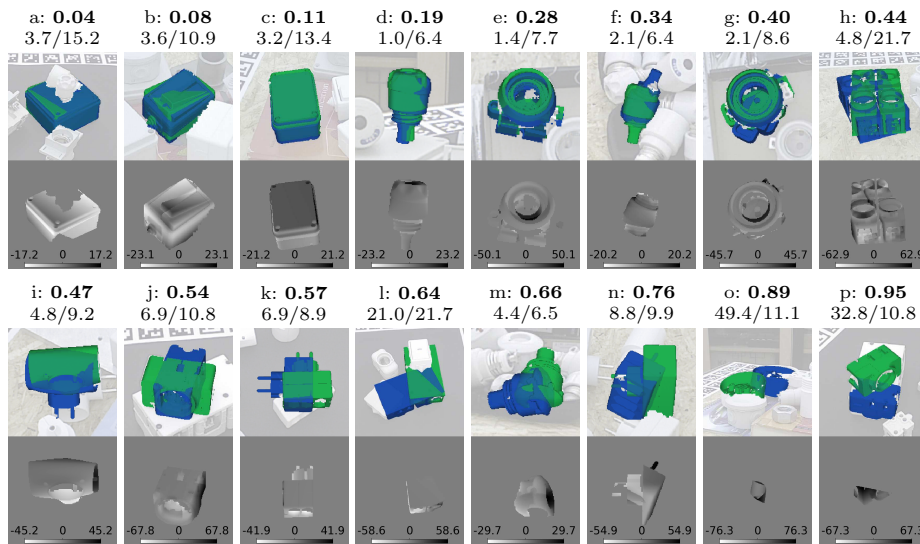 a: 0.04 b: 0.08 c: 0.11 d: 0.19 e: 0.28 f: 0.34 g: 0.40 h: 0.44
3.7/15.2 3.6/10.9 3.2/13.4 1.0/6.4 1.4/7.7 2.1/6.4 2.1/8.6 4.8/21.7
-17.2 0 17.2 -23.1 0 23.1 -21.2 0 21.2 -23.2 0 23.2 -50.1 0 50.1 -20.2 0 20.2 -45.7 0 45.7 -62.9 0 62.9
i: 0.47 j: 0.54 k: 0.57 l: 0.64 m: 0.66 n: 0.76 o: 0.89 p: 0.95
4.8/9.2 6.9/10.8 6.9/8.9 21.0/21.7 4.4/6.5 8.8/9.9 49.4/11.1 32.8/10.8
-45.2 0 45.2 -67.8 0 67.8 -41.9 0 41.9 -58.6 0 58.6 -29.7 0 29.7 -54.9 0 54.9 -76.3 0 76.3 -67.3 0 67.3